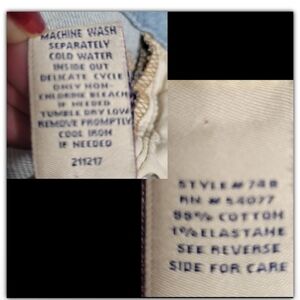 MACHINE WASH
SEPARATELY
COLD WATER
INSIDE OUT
DELICATE CYCLE
ONLY NON-
CHLORINE BLEACH
IF NEEDED
TUMBLE DRY LOW
REMOVE PROMPTLY
COOL IRON
IF NEEDED
211217
STYLE# 748
RN # 54077
99% COTTON
1% ELASTANE
SEE REVERSE
SIDE FOR CARE